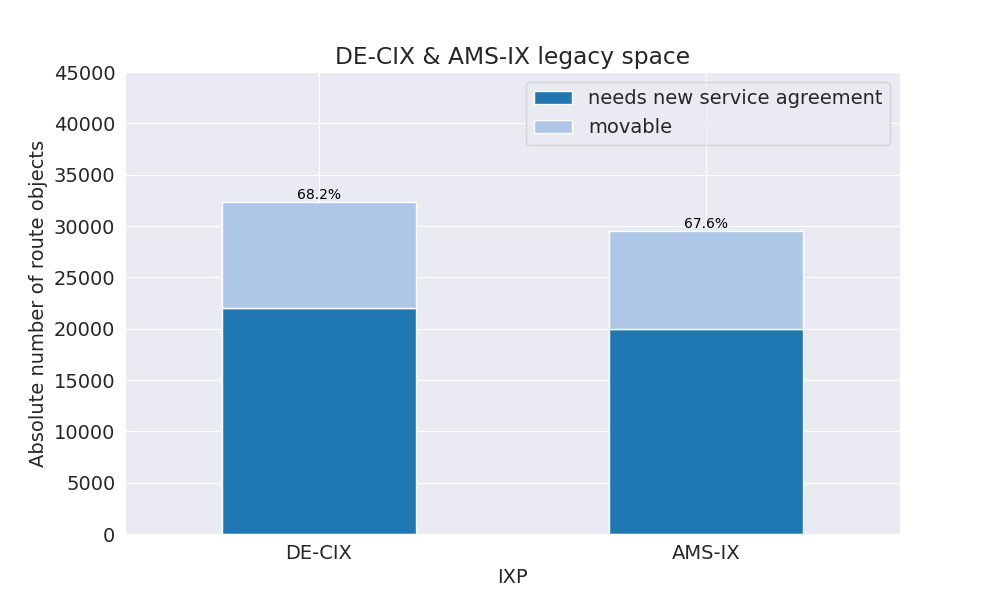 DE-CIX & AMS-IX legacy space
45000
40000
35000
30000
25000
20000
15000
10000
5000
0
Absolute number of route objects
needs new service agreement
movable
68.2%
67.6%
DE-CIX
AMS-IX
IXP